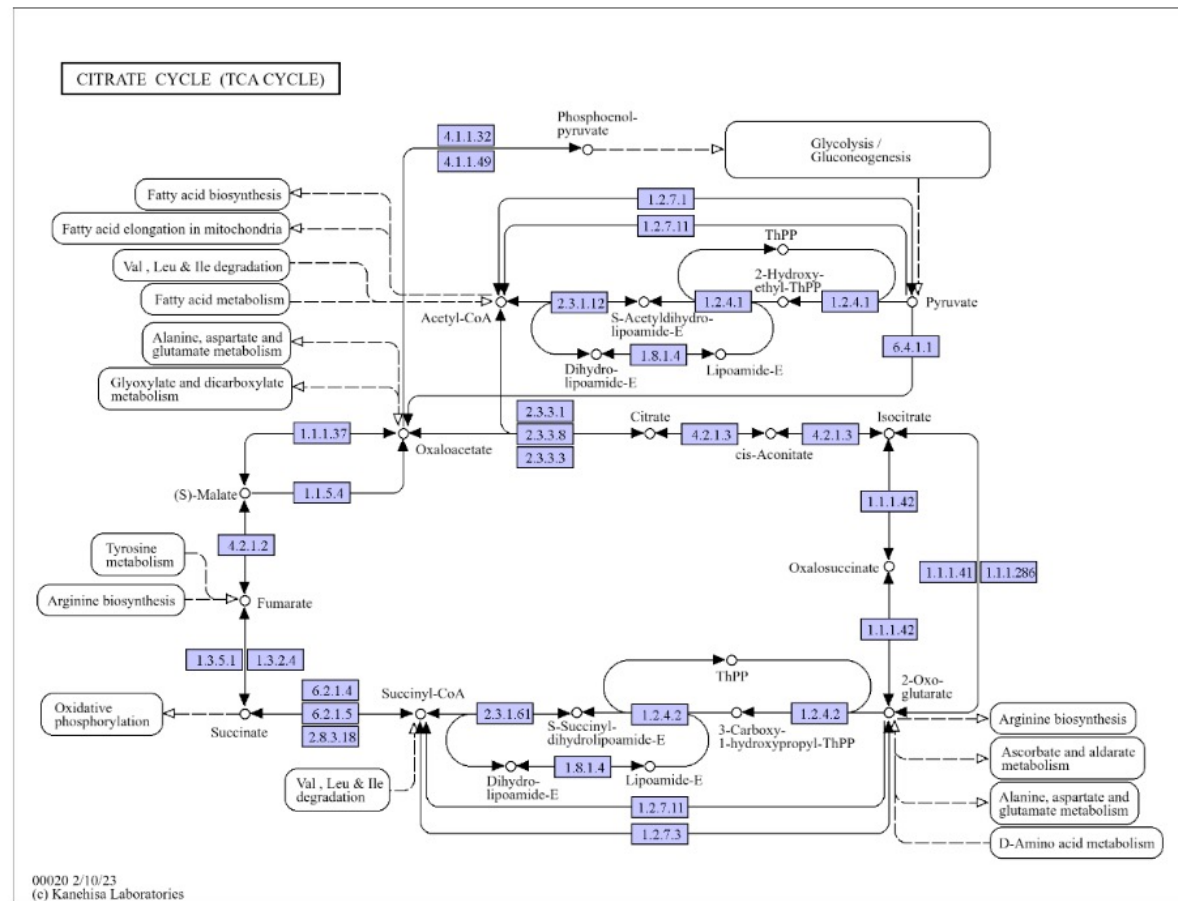 CITRATE CYCLE (TCA CYCLE)
Phosphoenol-
pyruvate
4.1.1.32
4.1.1.49
Glycolysis /
Gluconeogenesis
Fatty acid biosynthesis
Fatty acid elongation in mitochondria
Val , Leu & Ile degradation
Fatty acid metabolism
1.2.7.1
1.2.7.11
ThPP
2-Hydroxy-
ethyl-ThPP
Acetyl-CoA
2.3.1.12
S-Acetyldihydro-
lipoamide-E
1.2.4.1
1.2.4.1
Pyruvate
Dihydro-
lipoamide-E
1.8.1.4
Lipoamide-E
6.4.1.1
Alanine, aspartate and
glutamate metabolism
Glyoxylate and dicarboxylate
metabolism
1.1.1.37
Oxaloacetate
2.3.3.1
2.3.3.8
2.3.3.3
Citrate
4.2.1.3
cis-Aconitate
4.2.1.3
Isocitrate
(S)-Malate
1.1.5.4
1.1.1.42
4.2.1.2
Tyrosine
metabolism
Oxalosuccinate
1.1.1.41
1.1.1.286
Arginine biosynthesis
Fumarate
1.1.1.42
1.3.5.1
1.3.2.4
ThPP
Oxidative
phosphorylation
Succinate
6.2.1.4
6.2.1.5
2.8.3.18
Succinyl-CoA
2.3.1.61
S-Succinyl-
dihydrolipoamide-E
1.2.4.2
3-Carboxy-
1-hydroxypropyl-ThPP
1.2.4.2
2-Oxo-
glutarate
Val , Leu & Ile
degradation
Dihydro-
lipoamide-E
1.8.1.4
Lipoamide-E
1.2.7.11
1.2.7.3
Arginine biosynthesis
Ascorbate and aldarate
metabolism
Alanine, aspartate and
glutamate metabolism
D-Amino acid metabolism
00020 2/10/23
(c) Kanehisa Laboratories